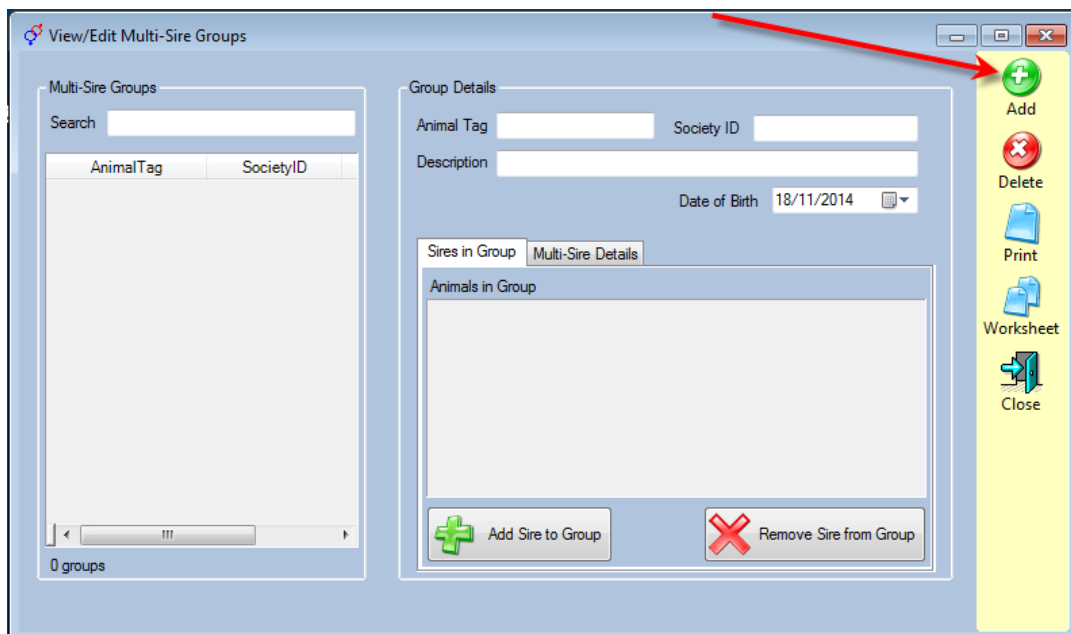 View/Edit Multi-Sire Groups
Multi-Sire Groups
Search
AnimalTag SocietyID
0 groups
Group Details
Animal Tag Society ID
Description
Date of Birth 18/11/2014
Sires in Group Multi-Sire Details
Animals in Group
Add Sire to Group Remove Sire from Group
Add
Delete
Print
Worksheet
Close